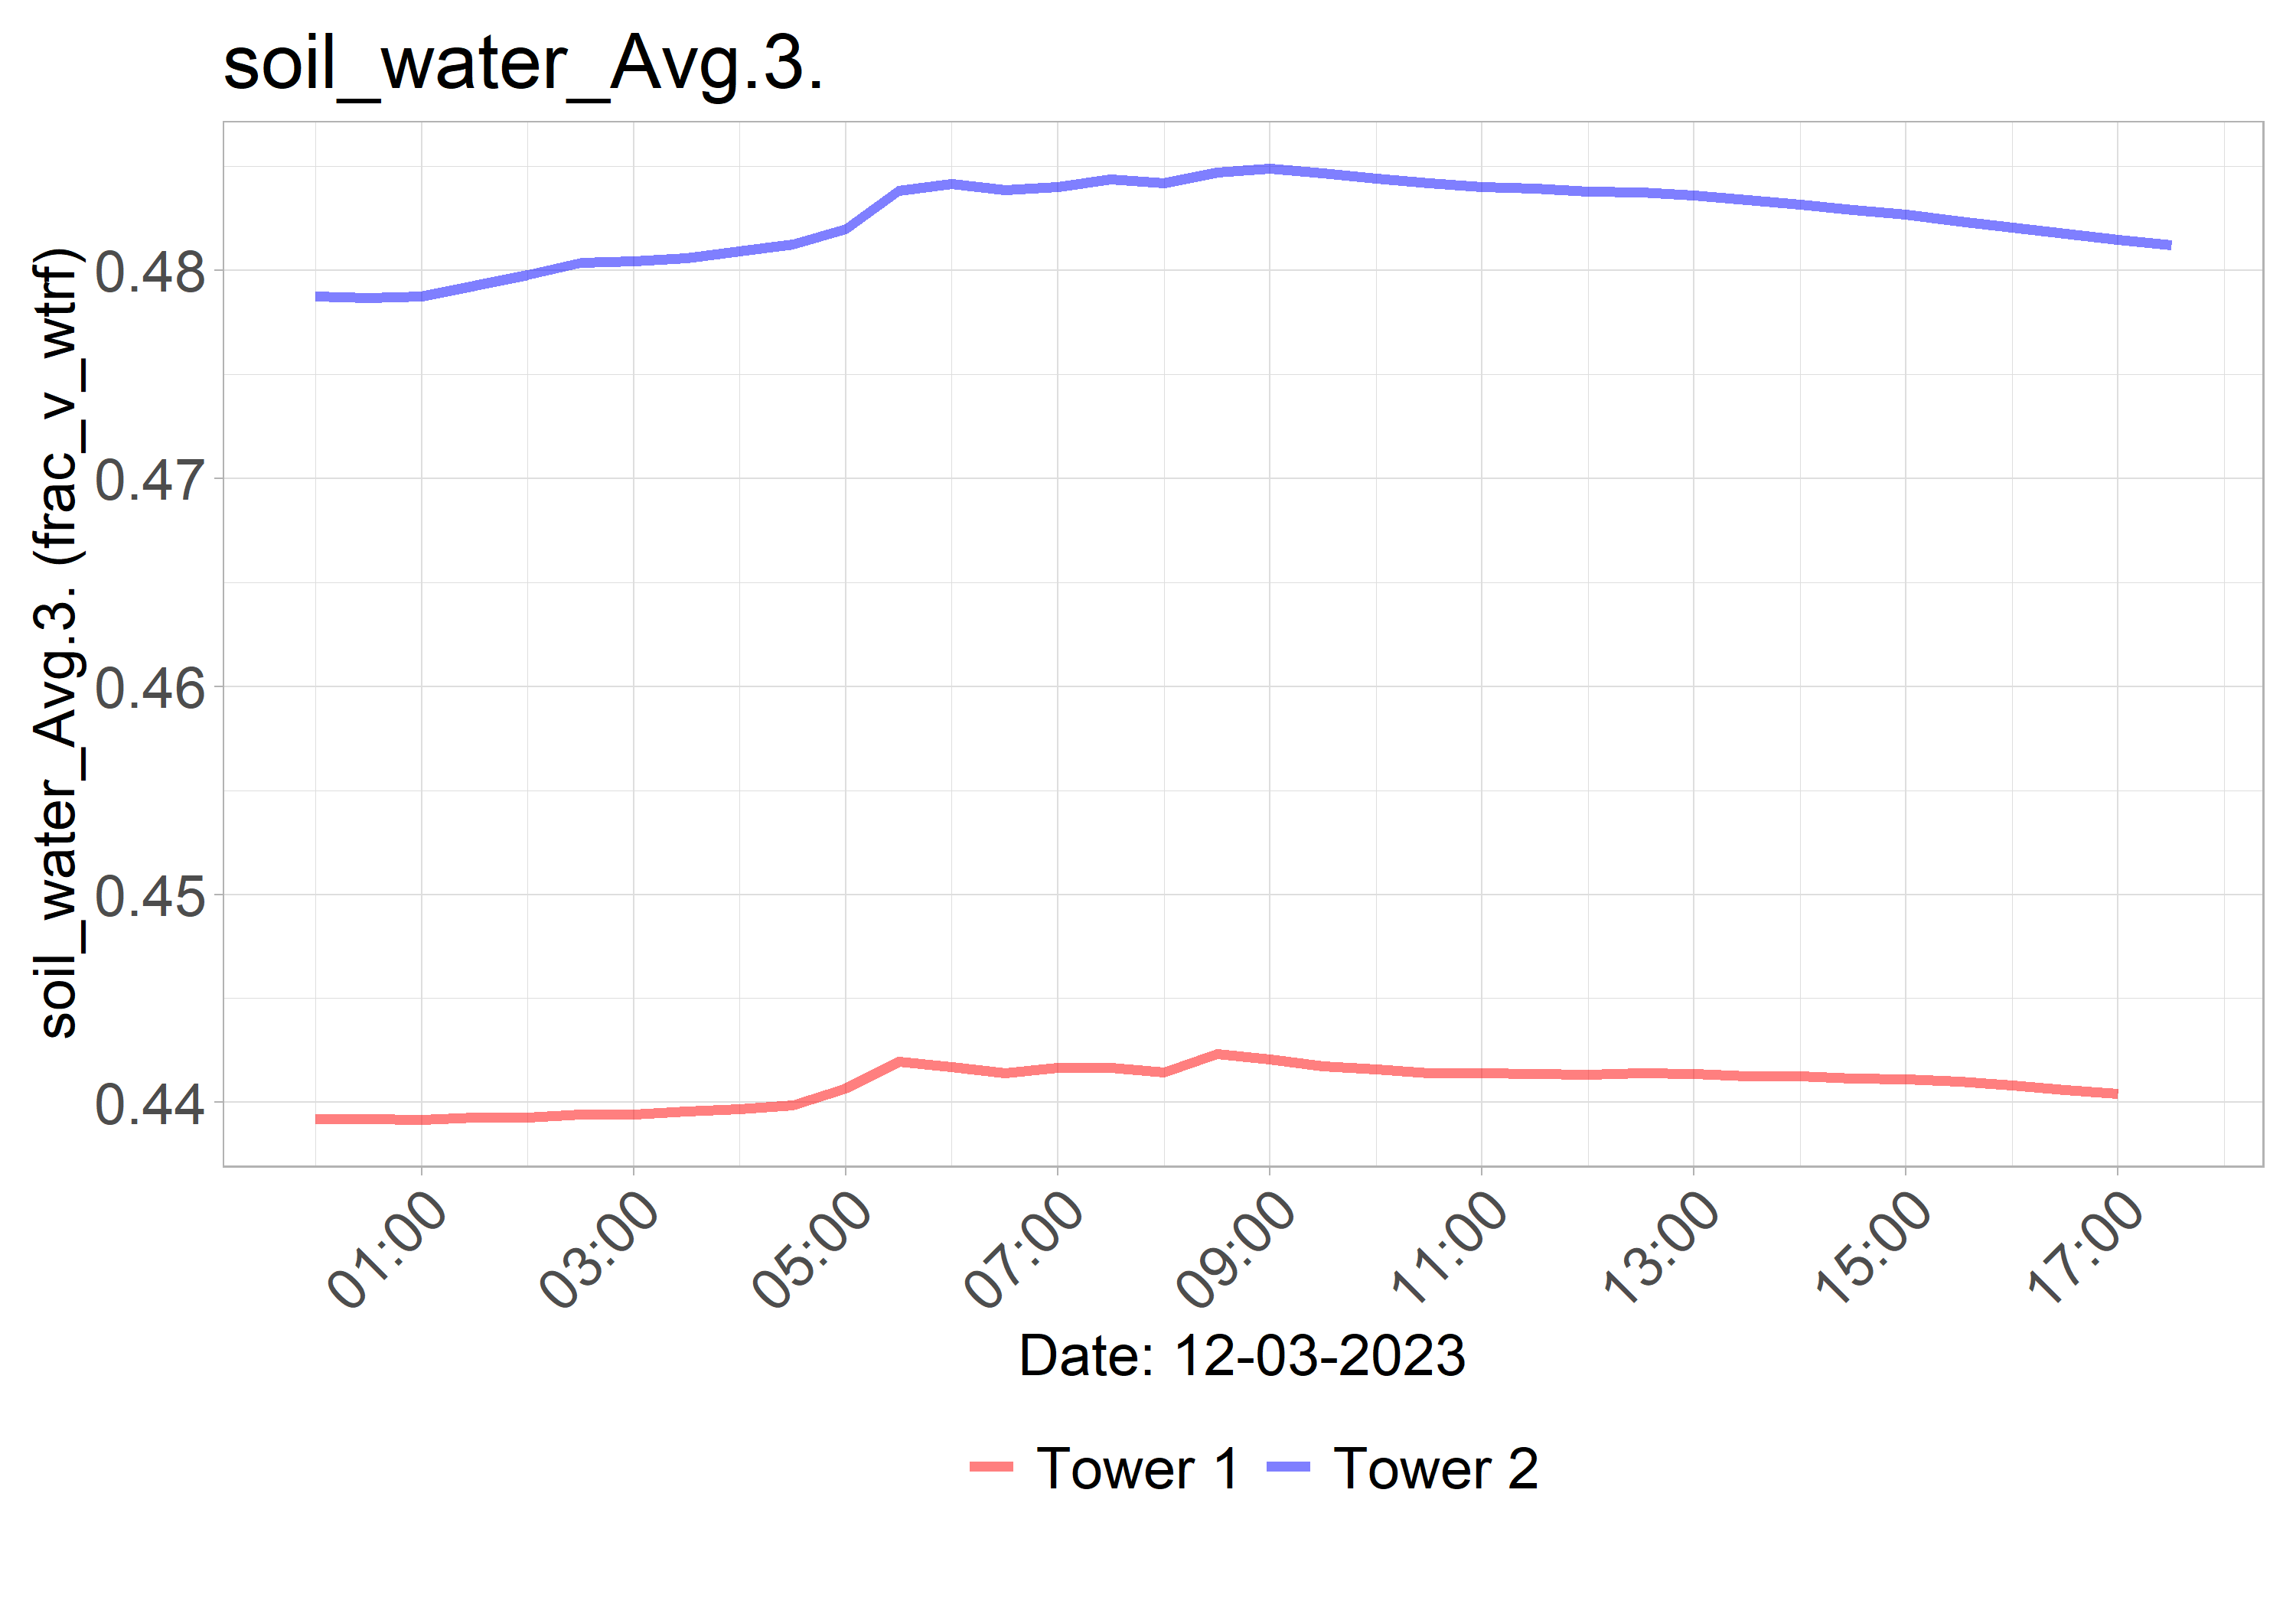 soil_water_Avg.3.
soil_water_Avg.3. (frac_v_wtrf)
0.48
0.47
0.46
0.45
0.44
01:00 03:00 05:00 07:00 09:00 11:00 13:00 15:00 17:00
Date: 12-03-2023
Tower 1 Tower 2